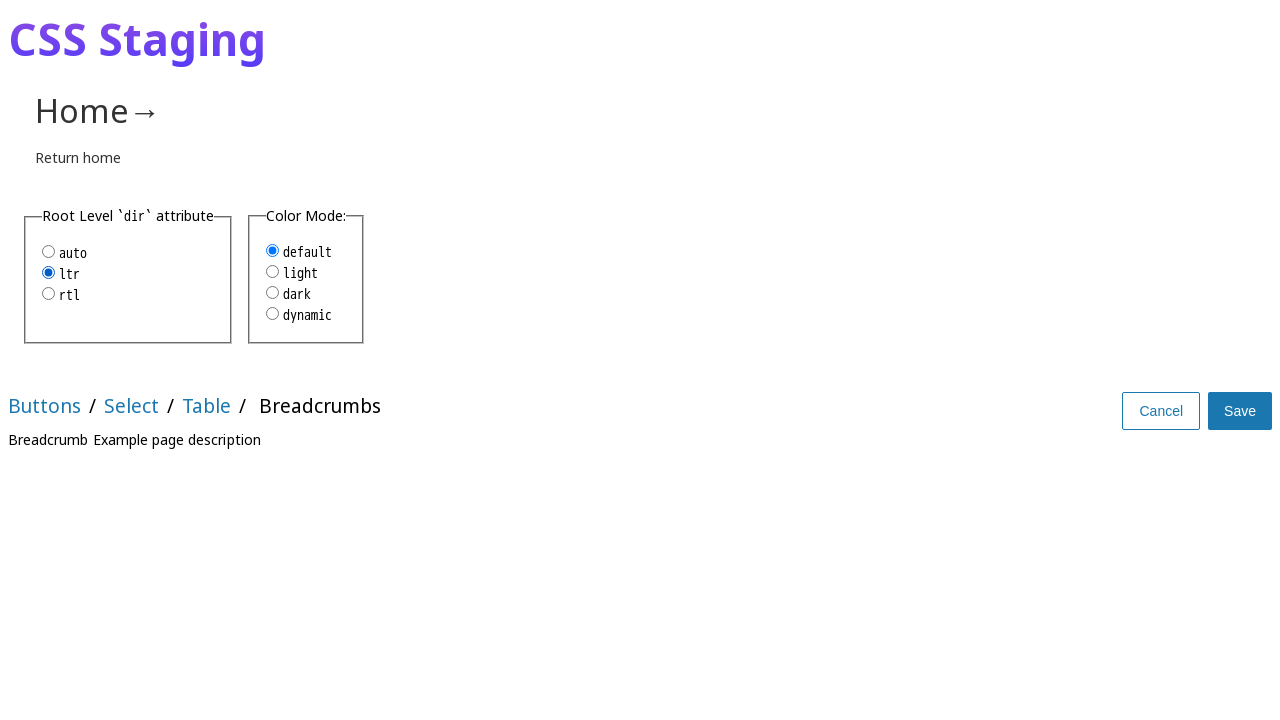 CSS Staging
Home→
Return home
Root Level `dir` attribute
auto
ltr
rtl
Color Mode:
default
light
dark
dynamic
Buttons / Select / Table / Breadcrumbs
Cancel
Save
Breadcrumb Example page description